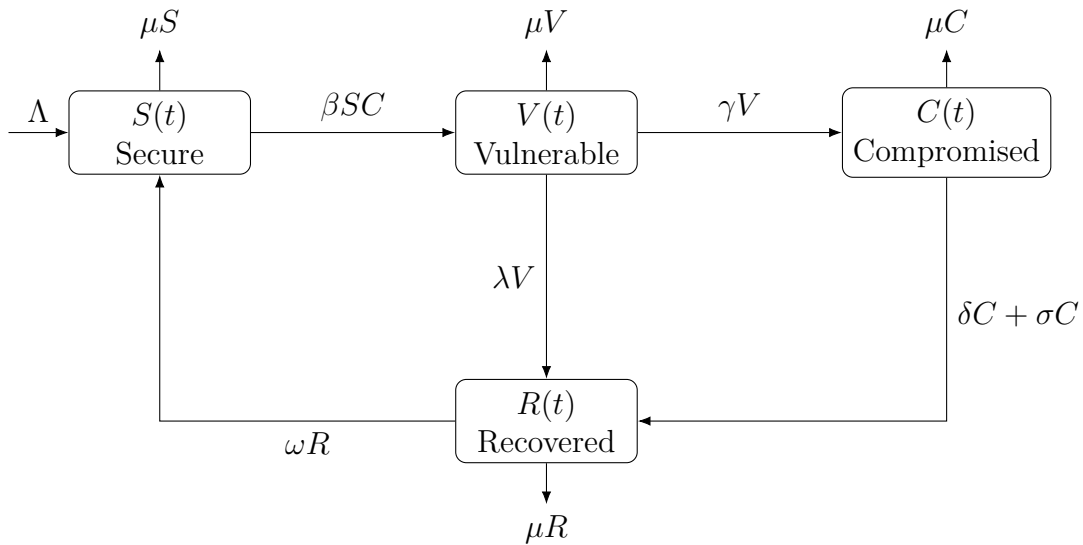 μS
μV
μC
Λ
S(t)
Secure
βSC
V(t)
Vulnerable
γV
C(t)
Compromised
λV
δC + σC
R(t)
Recovered
ωR
μR